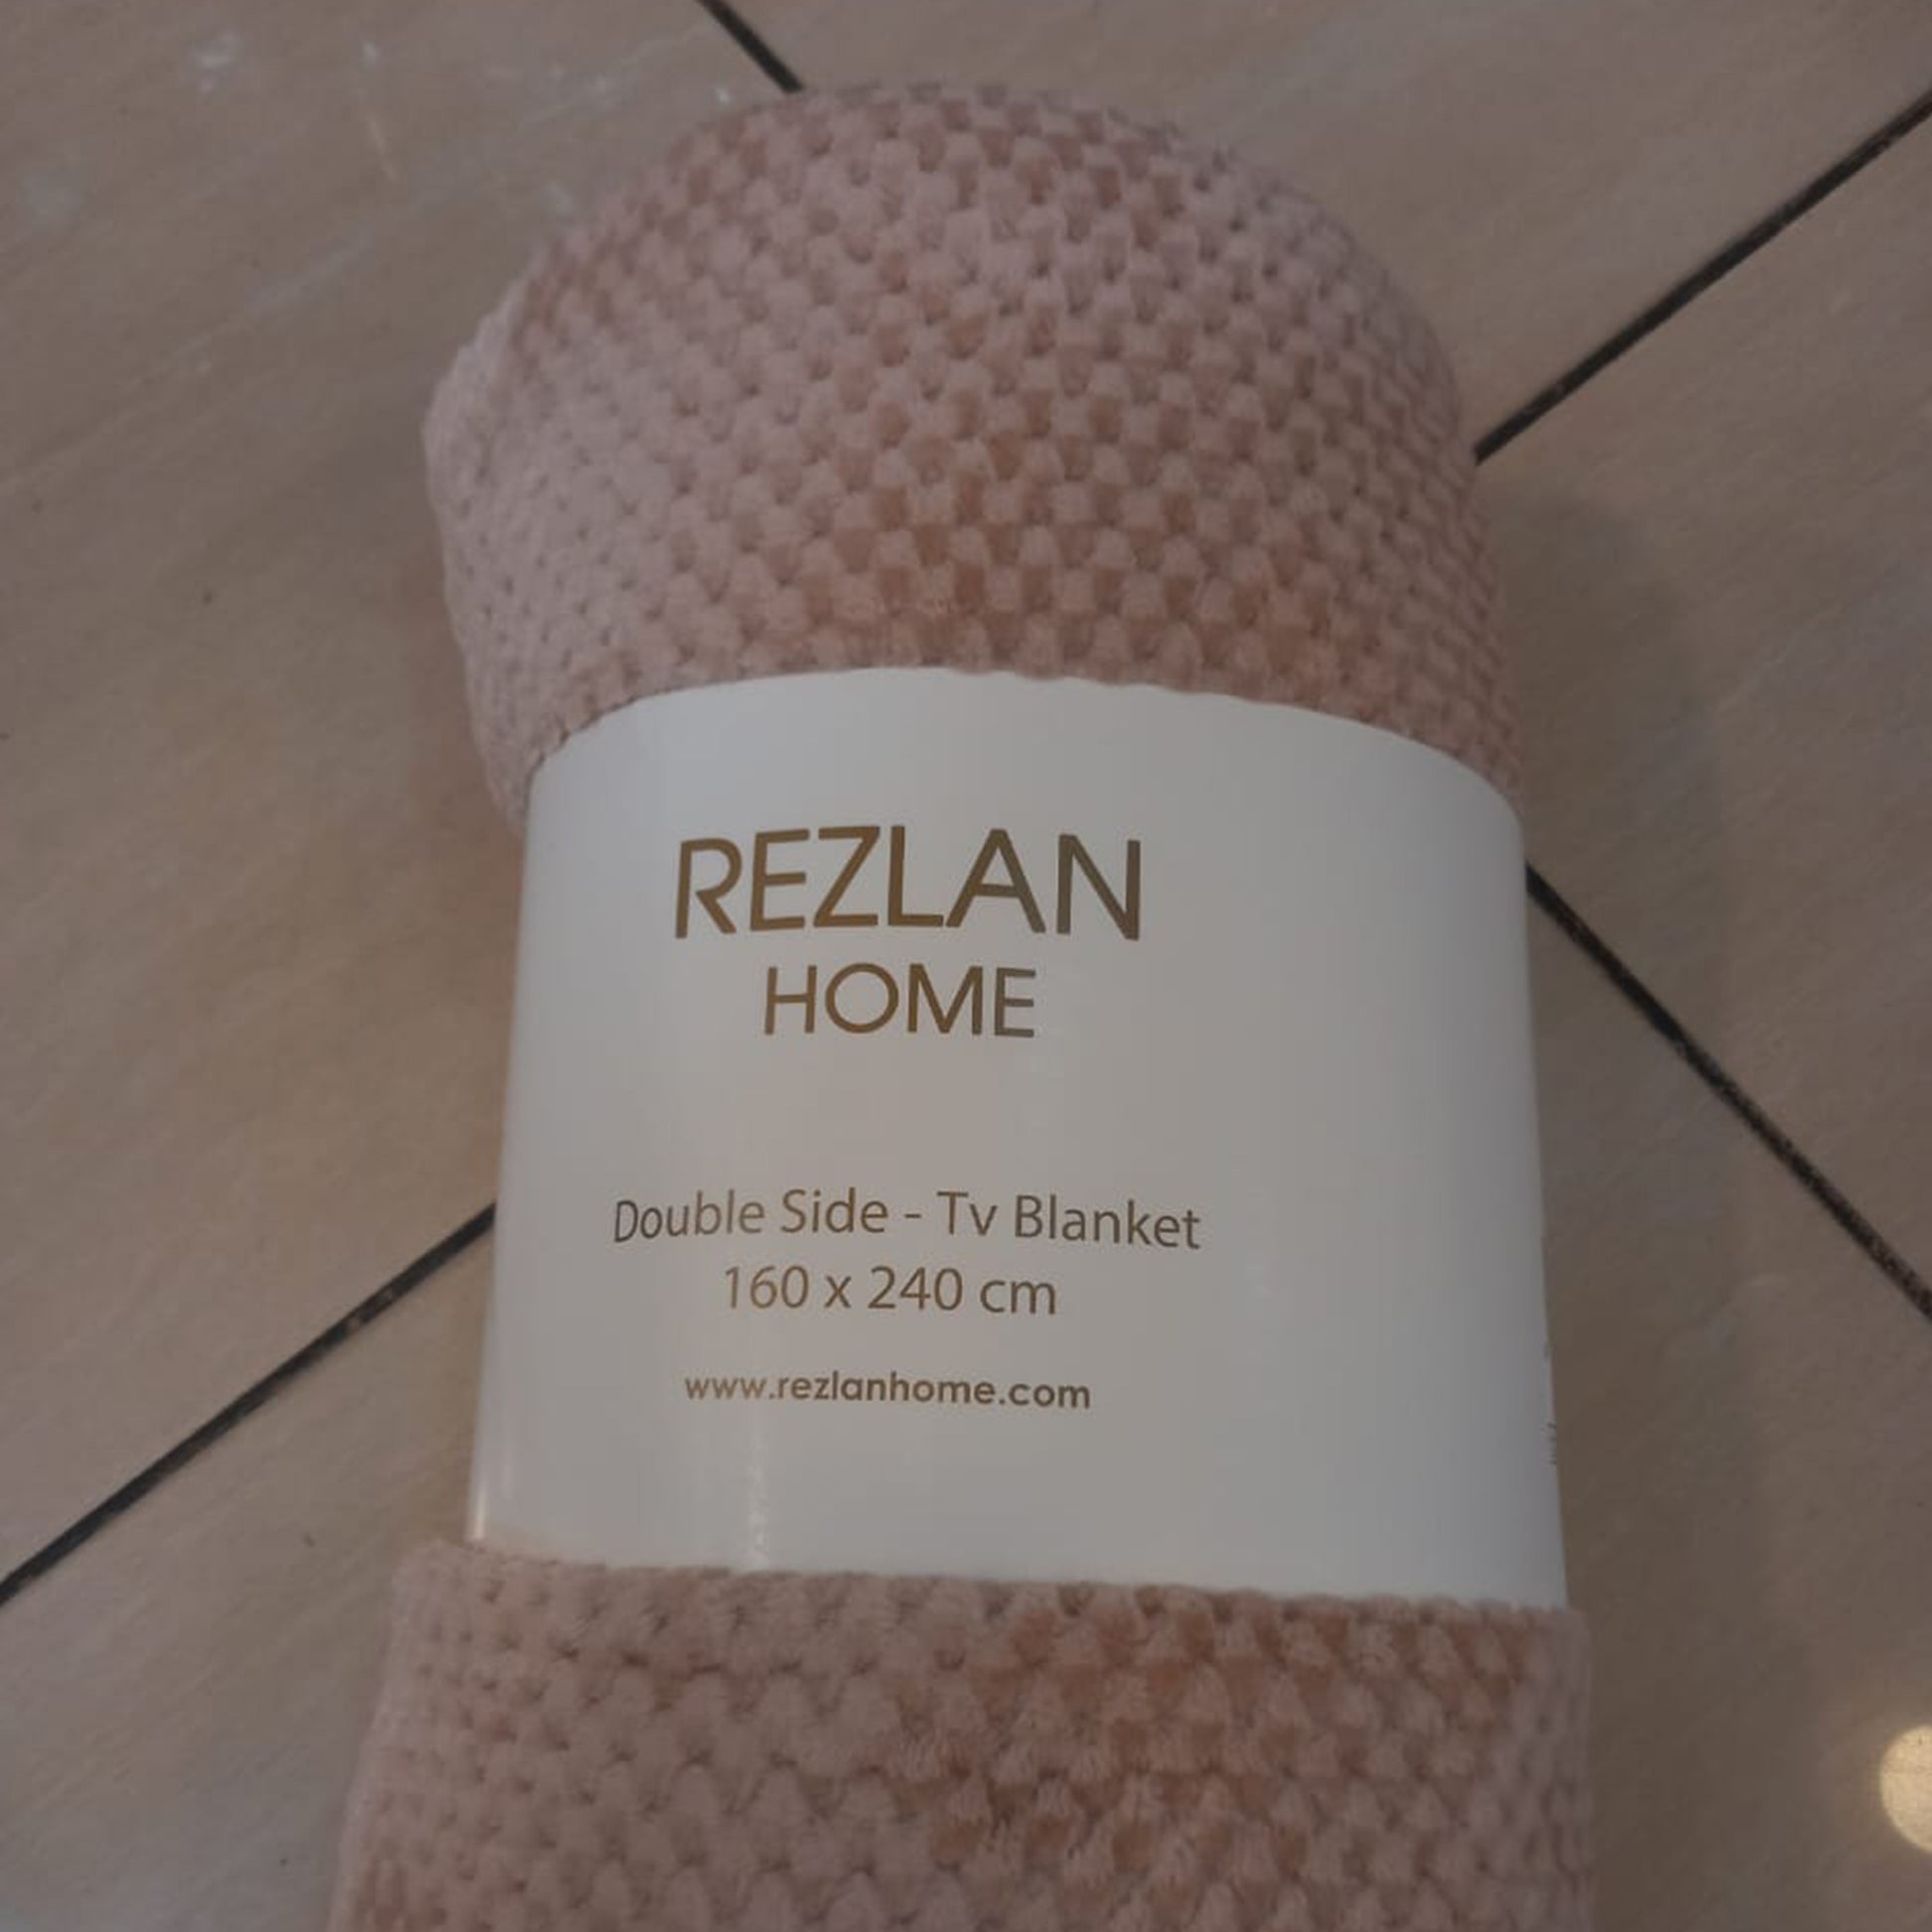 REZLAN
HOME
Double Side - Tv Blanket
160 x 240 cm
www.rezlanhome.com